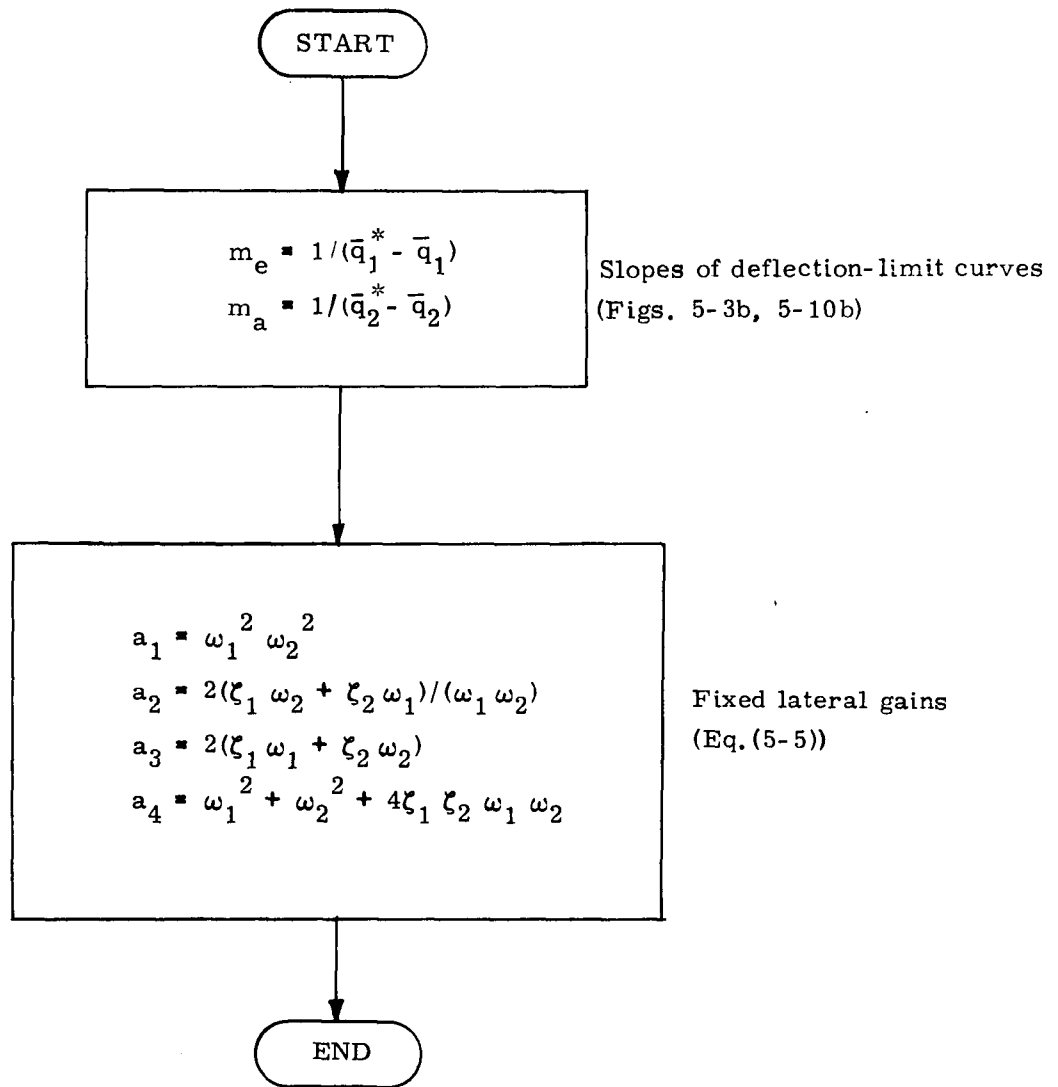 START
m_e = 1/(q̄_1^* - q̄_1)
m_a = 1/(q̄_2^* - q̄_2)
Slopes of deflection-limit curves
(Figs. 5-3b, 5-10b)
a_1 = ω_1^2 ω_2^2
a_2 = 2(ζ_1 ω_2 + ζ_2 ω_1)/(ω_1 ω_2)
a_3 = 2(ζ_1 ω_1 + ζ_2 ω_2)
a_4 = ω_1^2 + ω_2^2 + 4ζ_1 ζ_2 ω_1 ω_2
Fixed lateral gains
(Eq.(5-5))
END